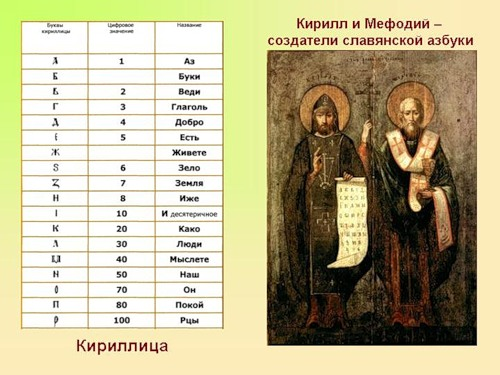 Буквы кириллицы	Цифровое значение	Название
А	1	Аз
Б		Буки
В	2	Веди
Г	3	Глаголь
Д	4	Добро
Є	5	Есть
Ж		Живете
Ѕ	6	Зело
Ꙁ	7	Земля
Н	8	Иже
І	10	И десятеричное
К	20	Како
Л	30	Люди
М	40	Мыслете
N	50	Наш
О	70	Он
П	80	Покой
Р	100	Рцы
Кириллица
Кирилл и Мефодий –
создатели славянской азбуки